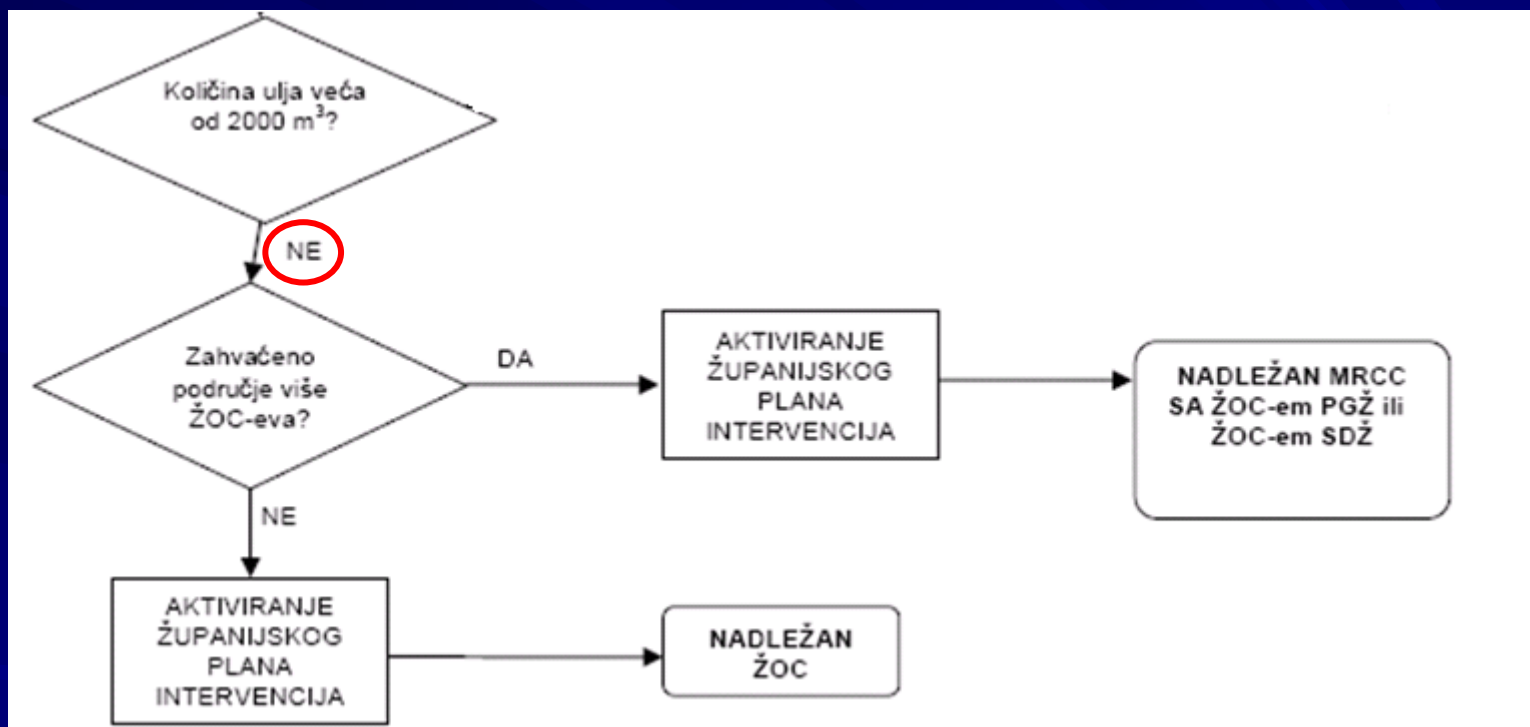 Količina ulja veća
od 2000 m³?
NE
Zahvaćeno
područje više
ŽOC-eva?
DA
AKTIVIRANJE
ŽUPANIJSKOG
PLANA
INTERVENCIJA
NADLEŽAN MRCC
SA ŽOC-em PGŽ ili
ŽOC-em SDŽ
NE
AKTIVIRANJE
ŽUPANIJSKOG
PLANA
INTERVENCIJA
NADLEŽAN
ŽOC